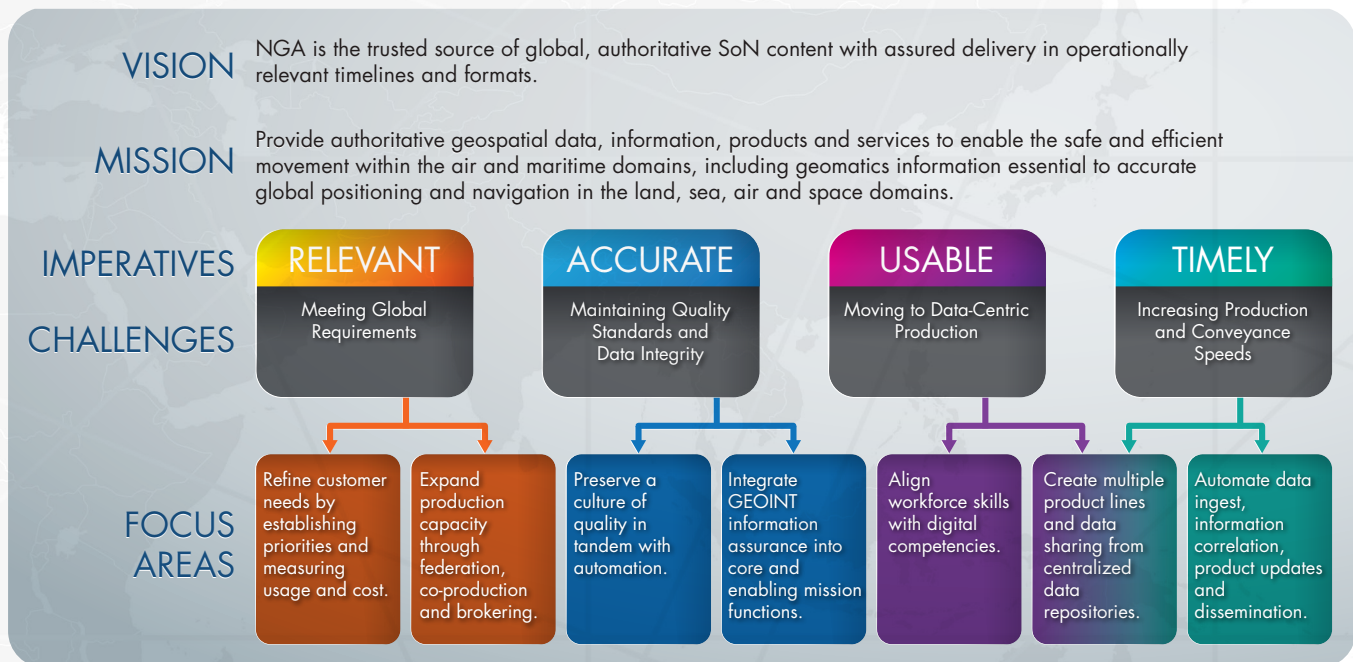 VISION
NGA is the trusted source of global, authoritative SoN content with assured delivery in operationally
relevant timelines and formats.
MISSION
Provide authoritative geospatial data, information, products and services to enable the safe and efficient
movement within the air and maritime domains, including geomatics information essential to accurate
global positioning and navigation in the land, sea, air and space domains.
IMPERATIVES
RELEVANT
ACCURATE
USABLE
TIMELY
CHALLENGES
Meeting Global
Requirements
Maintaining Quality
Standards and
Data Integrity
Moving to Data-Centric
Production
Increasing Production
and Conveyance
Speeds
FOCUS
AREAS
Refine customer
needs by
establishing
priorities and
measuring
usage and cost.
Expand
production
capacity
through
federation,
co-production
and brokering.
Preserve a
culture of
quality in
tandem with
automation.
Integrate
GEOINT
information
assurance into
core and
enabling mission
functions.
Align
workforce skills
with digital
competencies.
Create multiple
product lines
and data
sharing from
centralized
data
repositories.
Automate data
ingest,
information
correlation,
product updates
and
dissemination.